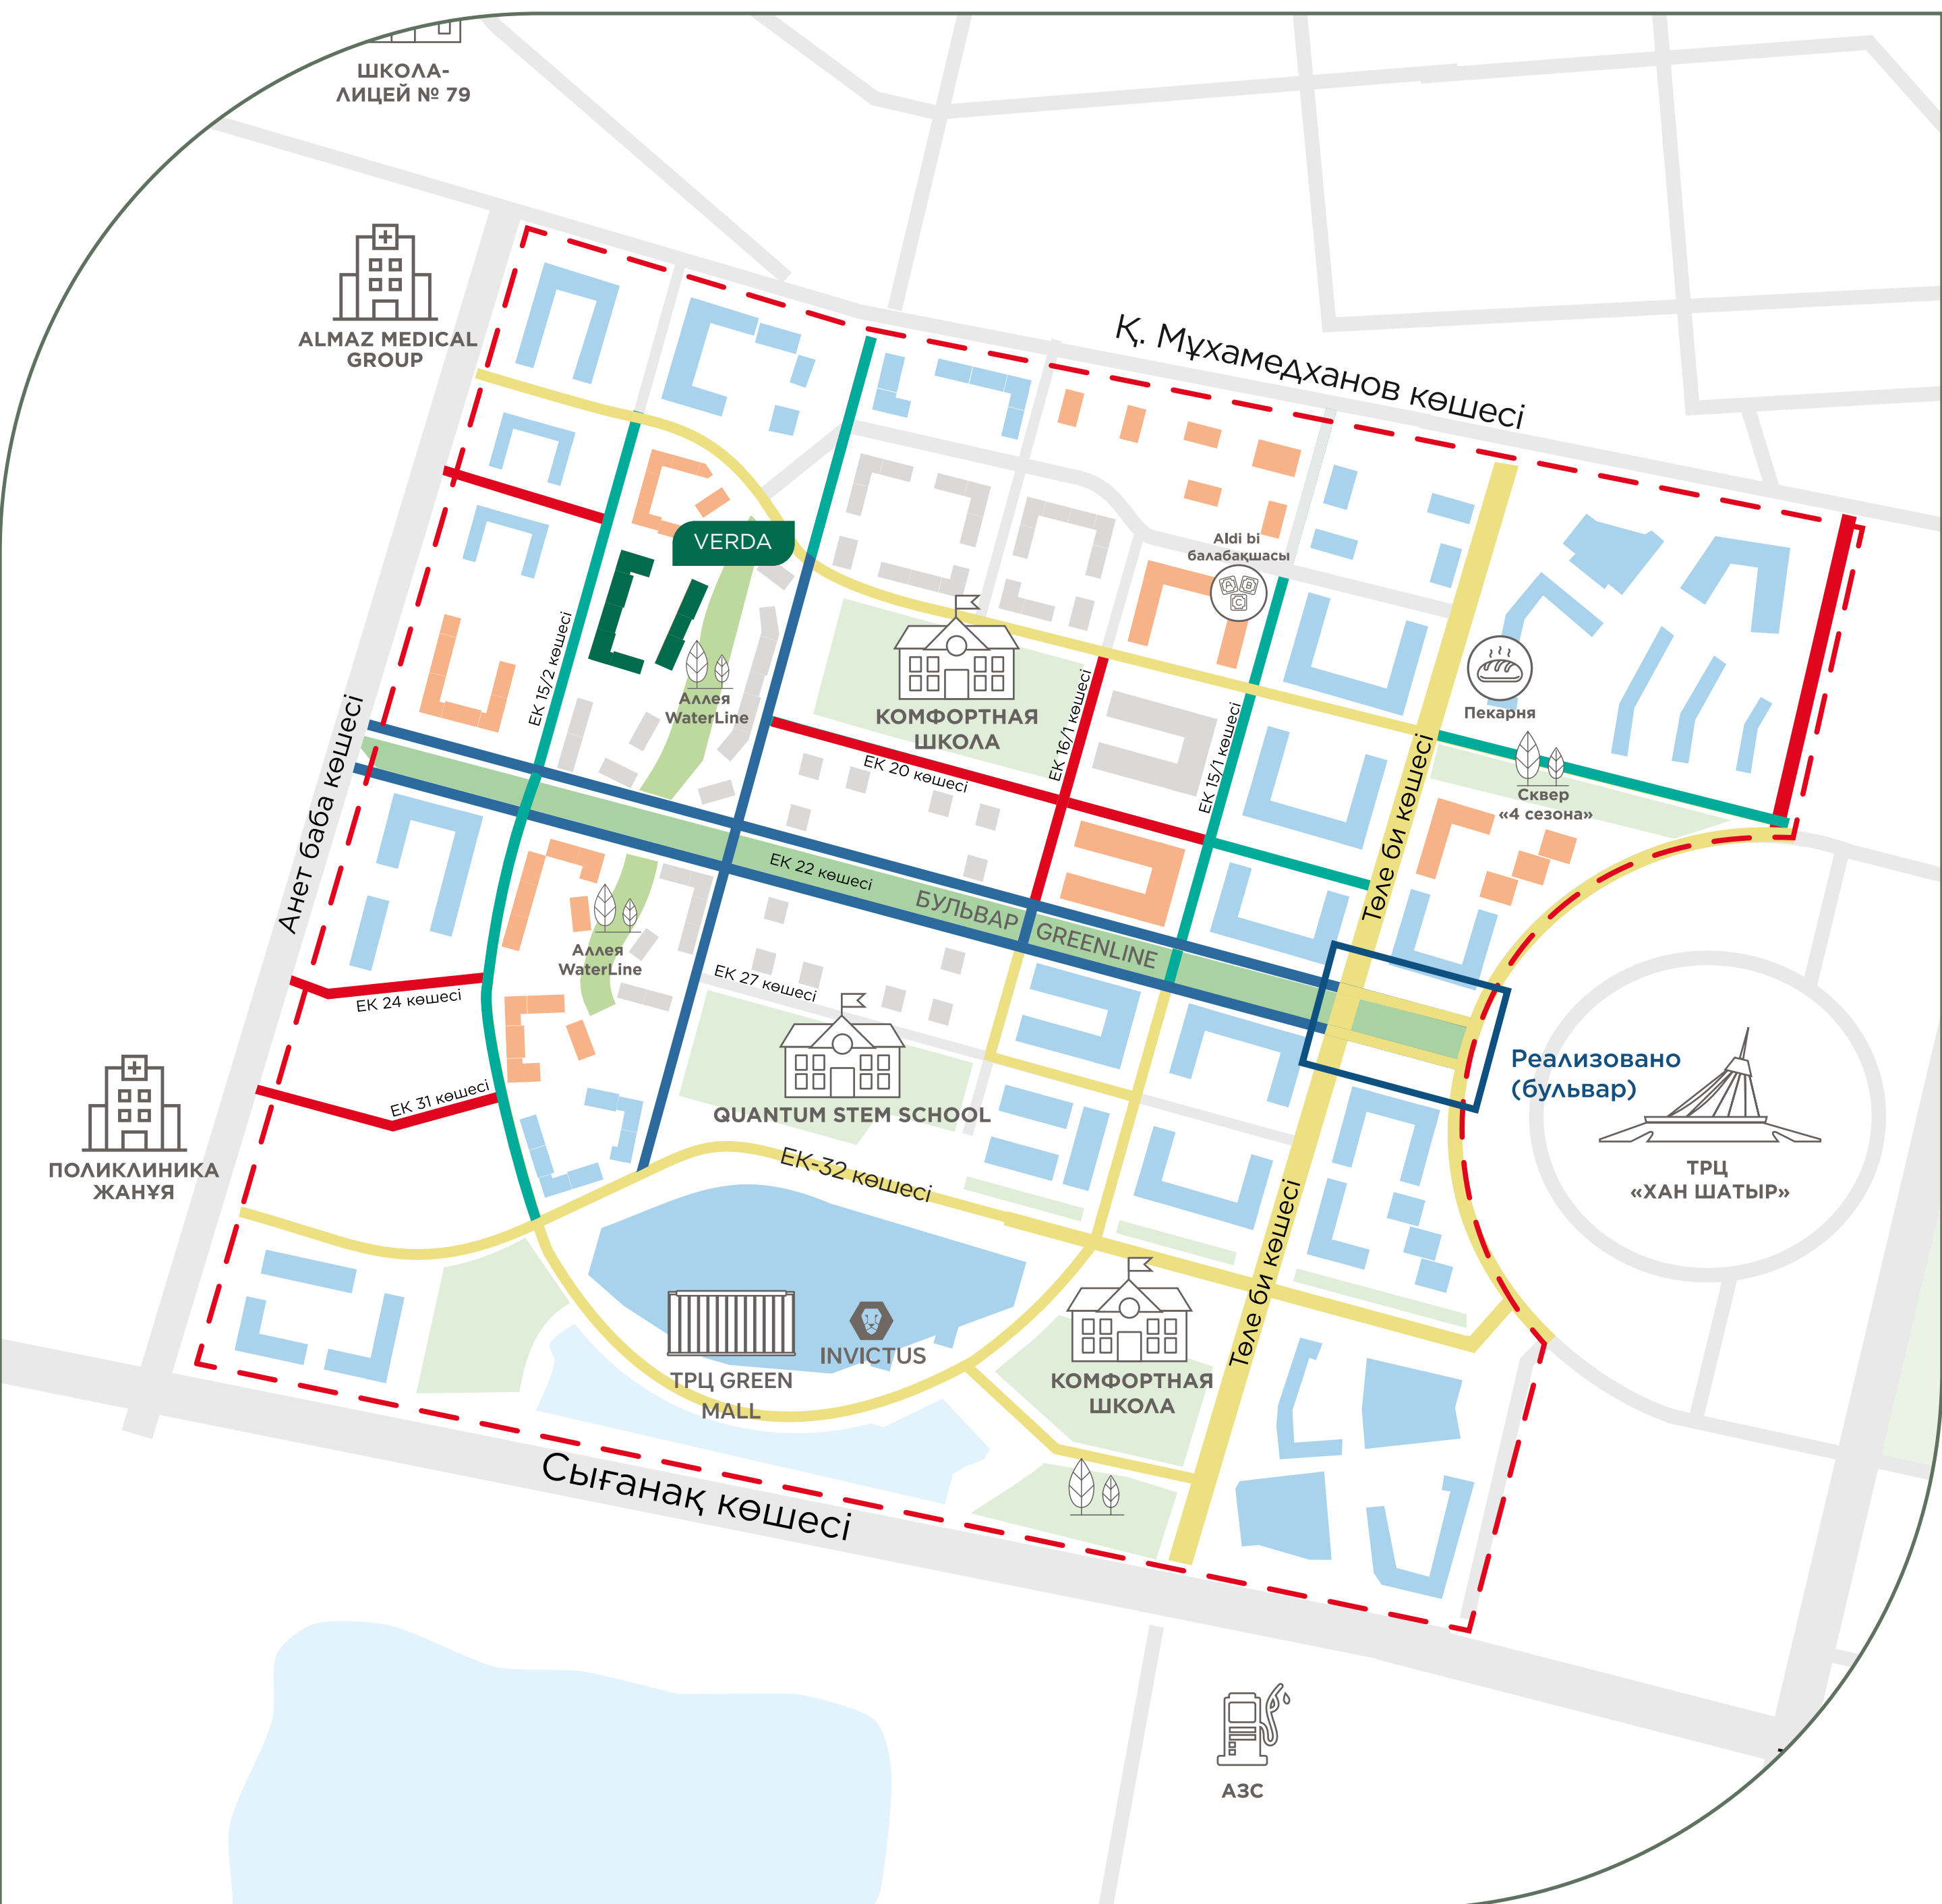 ШКОЛА-
ЛИЦЕЙ № 79
ALMAZ MEDICAL
GROUP
Қ. Мұхамедханов көшесі
VERDA
Aldi bi
балабақшасы
A B
C
ЕК 15/2 көшесі
Аллея
WaterLine
КОМФОРТНАЯ
ШКОЛА
ЕК 16/1 көшесі
ЕК 15/1 көшесі
ЕК 20 көшесі
Пекарня
Сквер
«4 сезона»
Төле би көшесі
Анет баба көшесі
ЕК 22 көшесі
БУЛЬВАР GREENLINE
Аллея
WaterLine
ЕК 24 көшесі
ЕК 27 көшесі
Реализовано
(бульвар)
ЕК 31 көшесі
QUANTUM STEM SCHOOL
ПОЛИКЛИНИКА
ЖАНҰЯ
ЕК-32 көшесі
ТРЦ
«ХАН ШАТЫР»
Төле би көшесі
INVICTUS
ТРЦ GREEN
MALL
КОМФОРТНАЯ
ШКОЛА
Сығанақ көшесі
АЗС